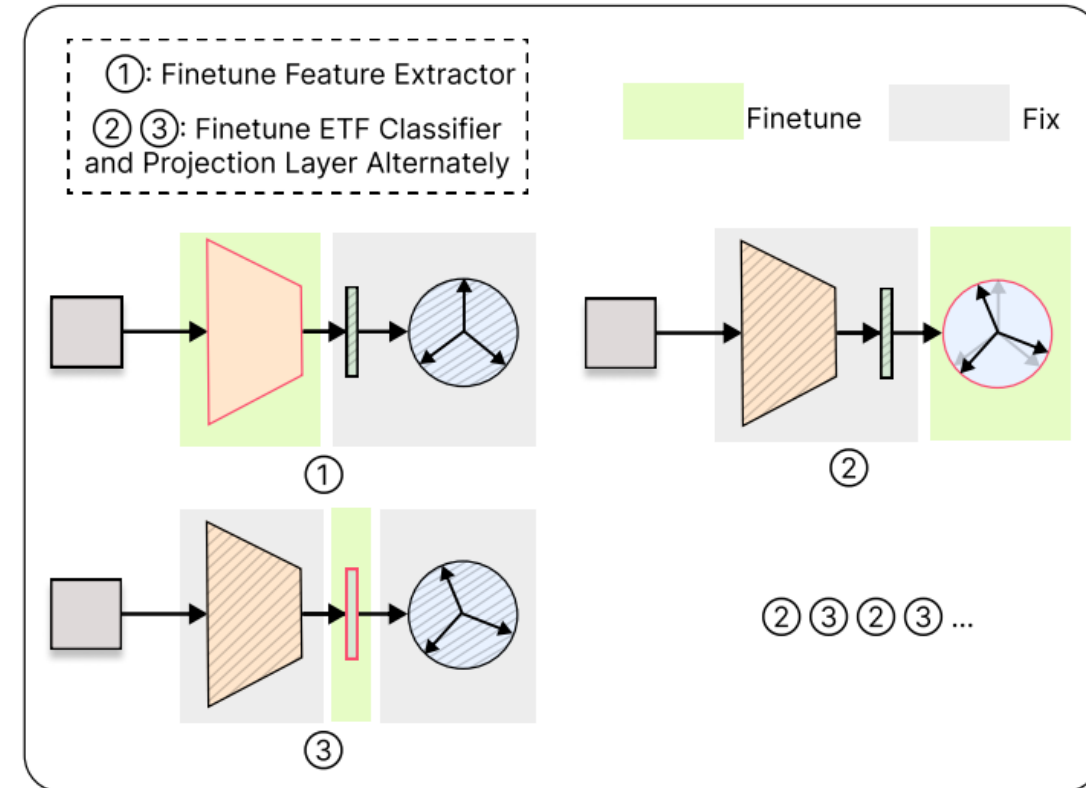 ①: Finetune Feature Extractor
② ③: Finetune ETF Classifier
and Projection Layer Alternately
Finetune
Fix
①
②
③
② ③ ② ③ ...